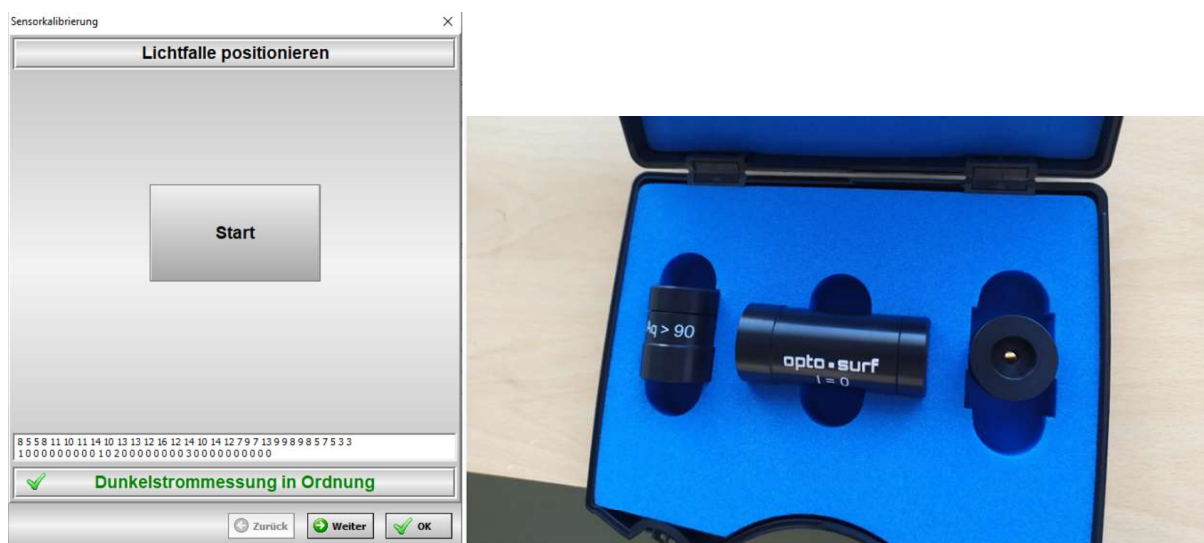 Sensorkalibrierung
Lichtfalle positionieren
Start
8 5 5 8 11 10 11 14 10 13 13 12 16 12 14 10 14 12 7 9 7 13 9 9 8 9 8 5 7 5 3 3
1 0 0 0 0 0 0 0 0 0 1 0 2 0 0 0 0 0 0 0 0 3 0 0 0 0 0 0 0 0 0 0
Dunkelstrommessung in Ordnung
Zurück
Weiter
OK
Aq > 90
opto.surf
I = 0